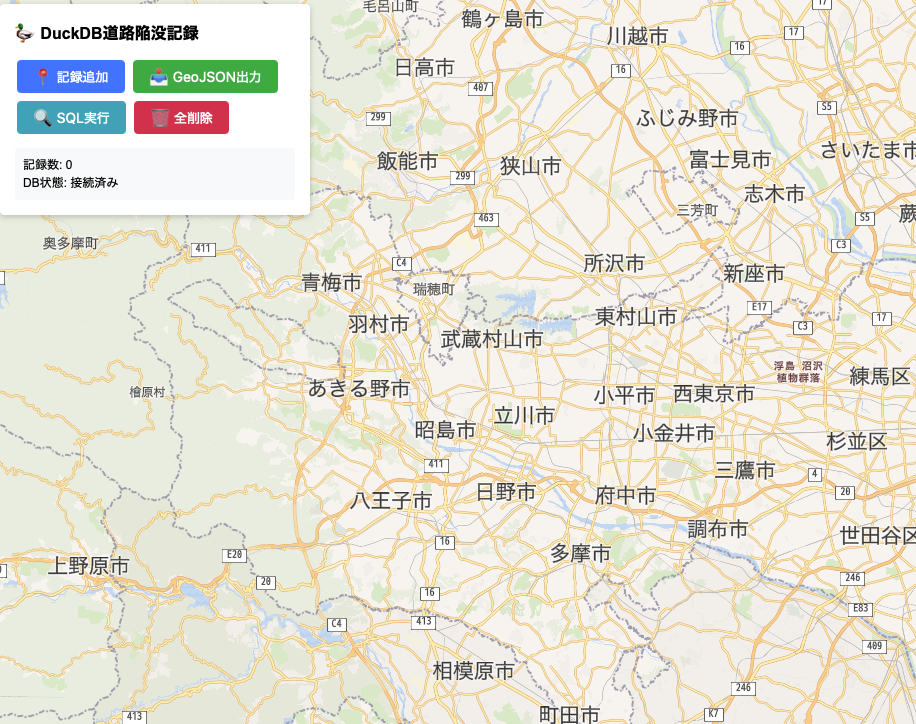 DuckDB道路陥没記録
記録追加
GeoJSON出力
SQL実行
全削除
記録数: 0
DB状態: 接続済み
毛呂山町
鶴ヶ島市
川越市
17
17
16
日高市
16
407
299
S5
ふじみ野市
さいたま市
飯能市
狭山市
富士見市
299
志木市
463
三芳町
S5
蕨
奥多摩町
411
C3
C4
所沢市
新座市
青梅市
瑞穂町
E17
羽村市
東村山市
17
C3
武蔵村山市
浮島 沼沢
植物群落
練馬区
檜原村
あきる野市
小平市
西東京市
立川市
昭島市
小金井市
杉並区
411
三鷹市
4
八王子市
日野市
府中市
20
調布市
世田谷区
16
E20
多摩市
上野原市
20
246
16
E83
C4
413
409
相模原市
246
413
町田市
K7